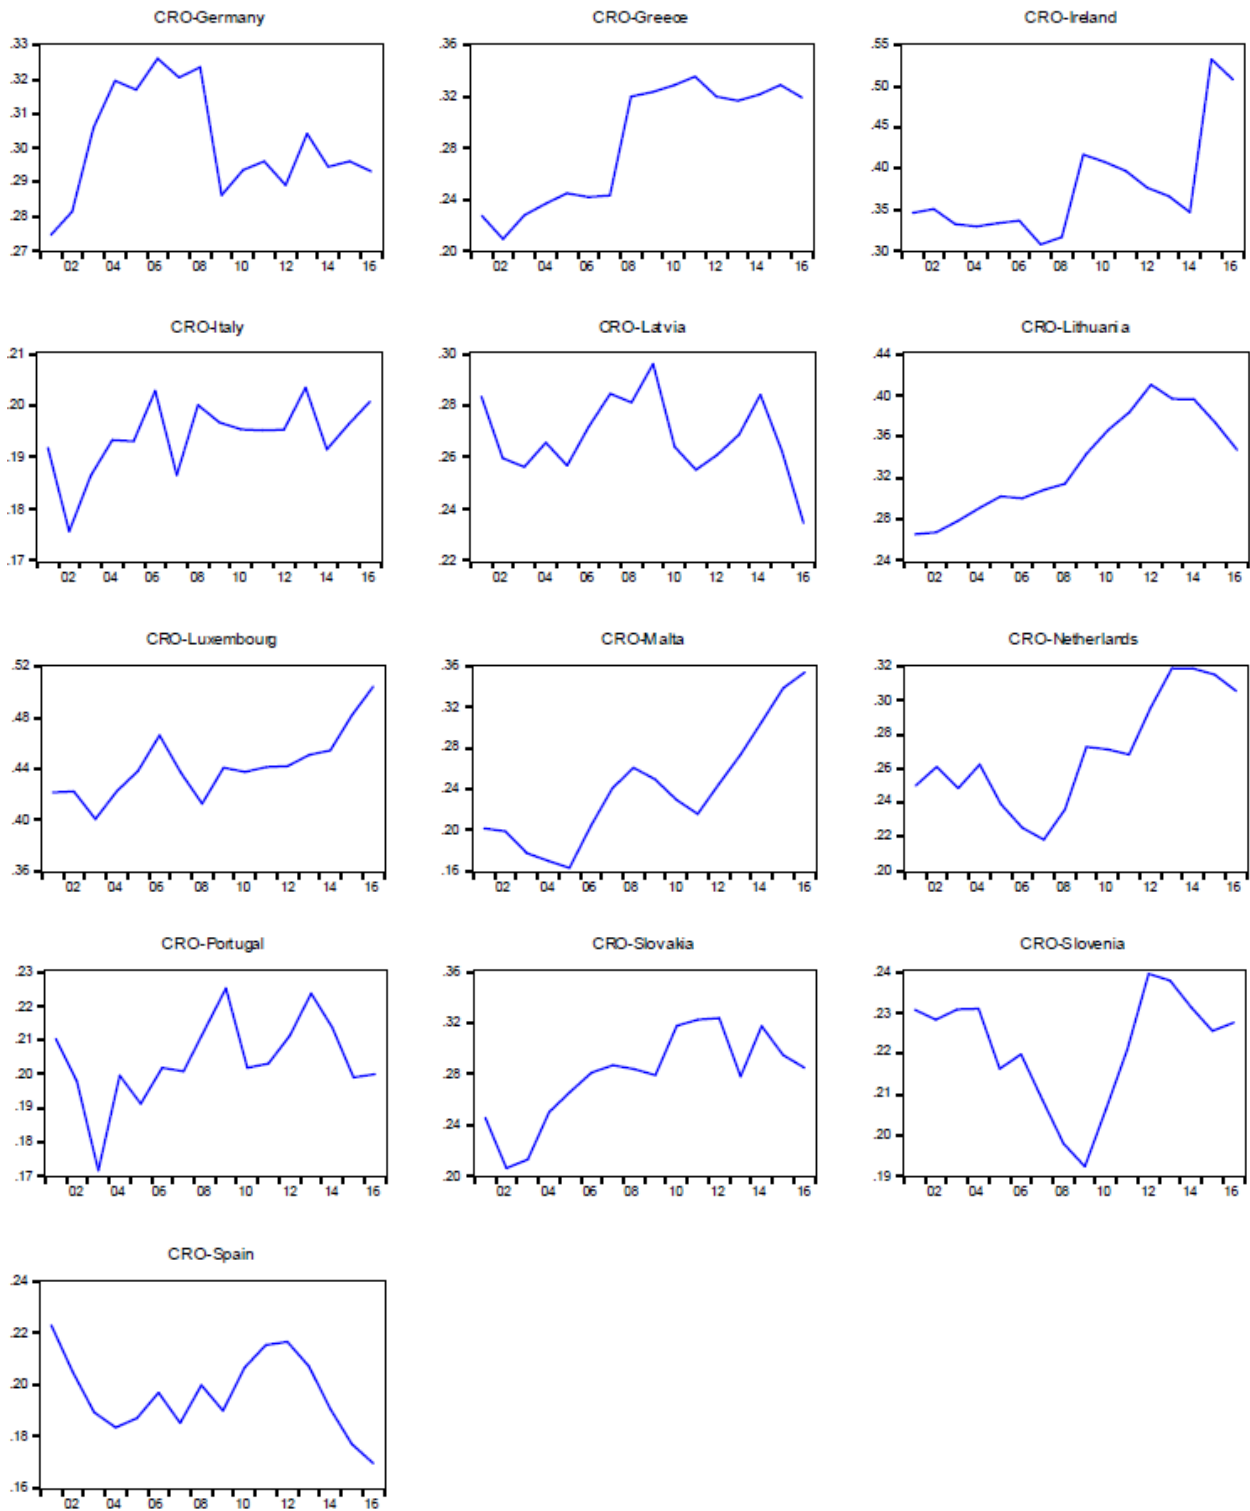 CRO-Germany CRO-Greece CRO-Ireland
.33 .36 .55
.32 .32 .50
.31 .28 .45
.30 .24 .40
.29 .20 .35
.28 .30
.27
02 04 06 08 10 12 14 16 02 04 06 08 10 12 14 16 02 04 06 08 10 12 14 16
CRO-Italy CRO-Latvia CRO-Lithuania
.21 .30 .44
.20 .28 .40
.19 .26 .36
.18 .24 .32
.17 .22 .28
.24
02 04 06 08 10 12 14 16 02 04 06 08 10 12 14 16 02 04 06 08 10 12 14 16
CRO-Luxembourg CRO-Malta CRO-Netherlands
.52 .36 .32
.48 .32 .30
.44 .28 .28
.40 .24 .26
.36 .20 .24
.16 .22
.20
02 04 06 08 10 12 14 16 02 04 06 08 10 12 14 16 02 04 06 08 10 12 14 16
CRO-Portugal CRO-Slovakia CRO-Slovenia
.23 .36 .24
.22 .32 .23
.21 .28 .22
.20 .24 .21
.19 .20 .20
.18 .19
.17
02 04 06 08 10 12 14 16 02 04 06 08 10 12 14 16 02 04 06 08 10 12 14 16
CRO-Spain
.24
.22
.20
.18
.16
02 04 06 08 10 12 14 16